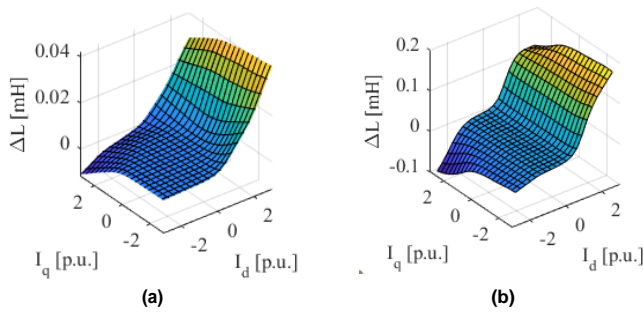 0.04
0.02
0
ΔL [mH]
2
0
-2
I_q [p.u.]
-2
0
2
I_d [p.u.]
(a)
0.2
0.1
0
-0.1
ΔL [mH]
2
0
-2
I_q [p.u.]
-2
0
2
I_d [p.u.]
(b)